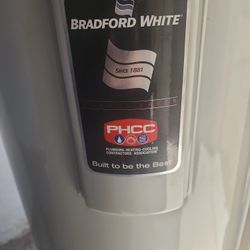 BRADFORD WHITE
SINCE 1881
PHCC
PLUMBING-HEATING-COOLING
CONTRACTORS ASSOCIATION
Built to be the Best